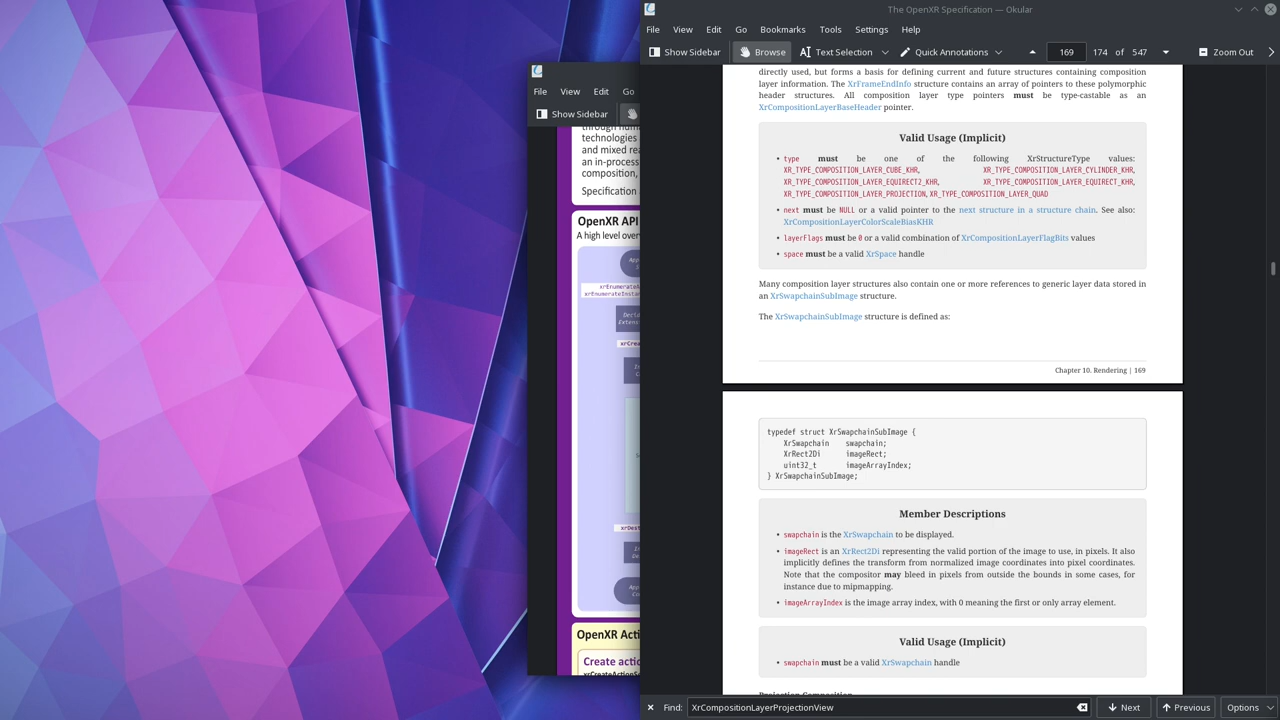 The OpenXR Specification — Okular
File View Edit Go Bookmarks Tools Settings Help
Show Sidebar Browse Text Selection Quick Annotations 169 174 of 547 Zoom Out
directly used, but forms a basis for defining current and future structures containing composition
layer information. The XrFrameEndInfo structure contains an array of pointers to these polymorphic
header structures. All composition layer type pointers must be type-castable as an
XrCompositionLayerBaseHeader pointer.
Valid Usage (Implicit)
• type must be one of the following XrStructureType values:
XR_TYPE_COMPOSITION_LAYER_CUBE_KHR, XR_TYPE_COMPOSITION_LAYER_CYLINDER_KHR,
XR_TYPE_COMPOSITION_LAYER_EQUIRECT2_KHR, XR_TYPE_COMPOSITION_LAYER_EQUIRECT_KHR,
XR_TYPE_COMPOSITION_LAYER_PROJECTION, XR_TYPE_COMPOSITION_LAYER_QUAD
• next must be NULL or a valid pointer to the next structure in a structure chain. See also:
XrCompositionLayerColorScaleBiasKHR
• layerFlags must be 0 or a valid combination of XrCompositionLayerFlagBits values
• space must be a valid XrSpace handle
Many composition layer structures also contain one or more references to generic layer data stored in
an XrSwapchainSubImage structure.
The XrSwapchainSubImage structure is defined as:
Chapter 10. Rendering | 169
typedef struct XrSwapchainSubImage {
XrSwapchain swapchain;
XrRect2Di imageRect;
uint32_t imageArrayIndex;
} XrSwapchainSubImage;
Member Descriptions
• swapchain is the XrSwapchain to be displayed.
• imageRect is an XrRect2Di representing the valid portion of the image to use, in pixels. It also
implicitly defines the transform from normalized image coordinates into pixel coordinates.
Note that the compositor may bleed in pixels from outside the bounds in some cases, for
instance due to mipmapping.
• imageArrayIndex is the image array index, with 0 meaning the first or only array element.
Valid Usage (Implicit)
• swapchain must be a valid XrSwapchain handle
Projection Composition
Find: XrCompositionLayerProjectionView Next Previous Options
File View Edit Go
Show Sidebar
through hum
technologies
and mixed rea
an in-process
composition,
Specification
OpenXR API
A high level over
xrEnumerateA
xrEnumerateInstan
Decid
Extensi
xrCrea
xrDest
OpenXR Acti
Create actio